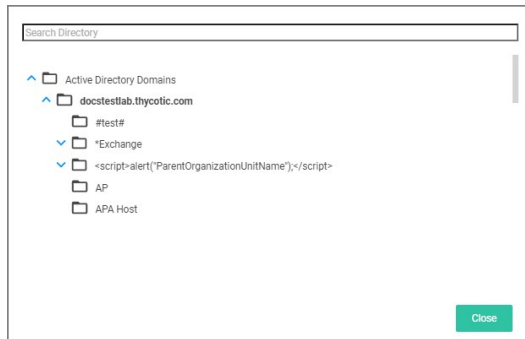 Search Directory
Active Directory Domains
docstestlab.thycotic.com
#test#
*Exchange
<script>alert("ParentOrganizationUnitName");</script>
AP
APA Host
Close